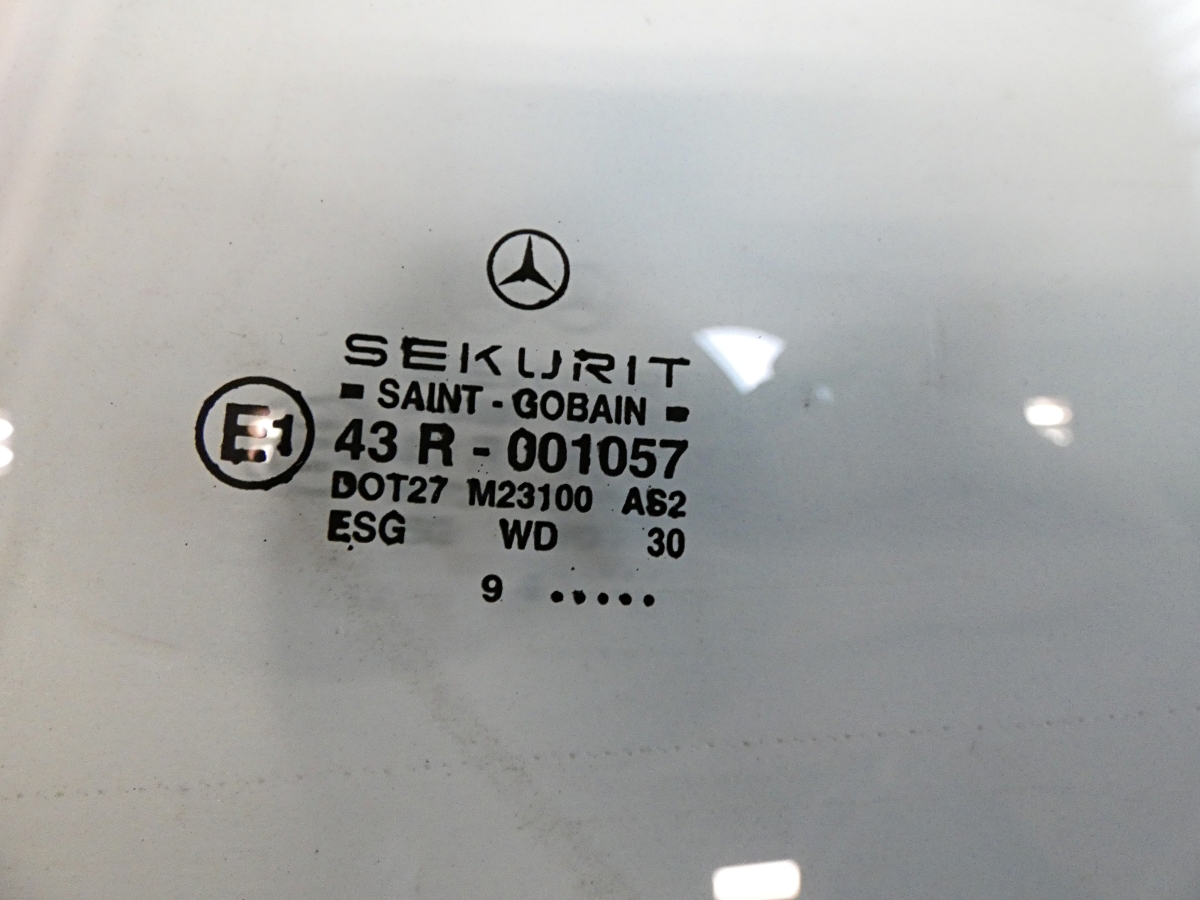 SEKURIT
- SAINT - GOBAIN -
E1
43 R - 001057
DOT27 M23100 AS2
ESG WD 30
9 .....